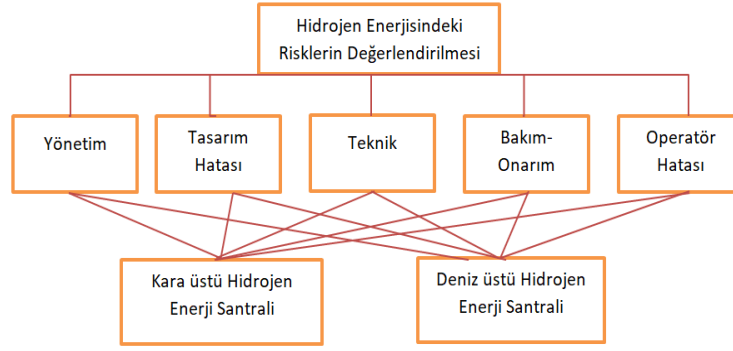 Hidrojen Enerjisindeki
Risklerin Değerlendirilmesi
Yönetim
Tasarım
Hatası
Teknik
Bakım-
Onarım
Operatör
Hatası
Kara üstü Hidrojen
Enerji Santrali
Deniz üstü Hidrojen
Enerji Santrali